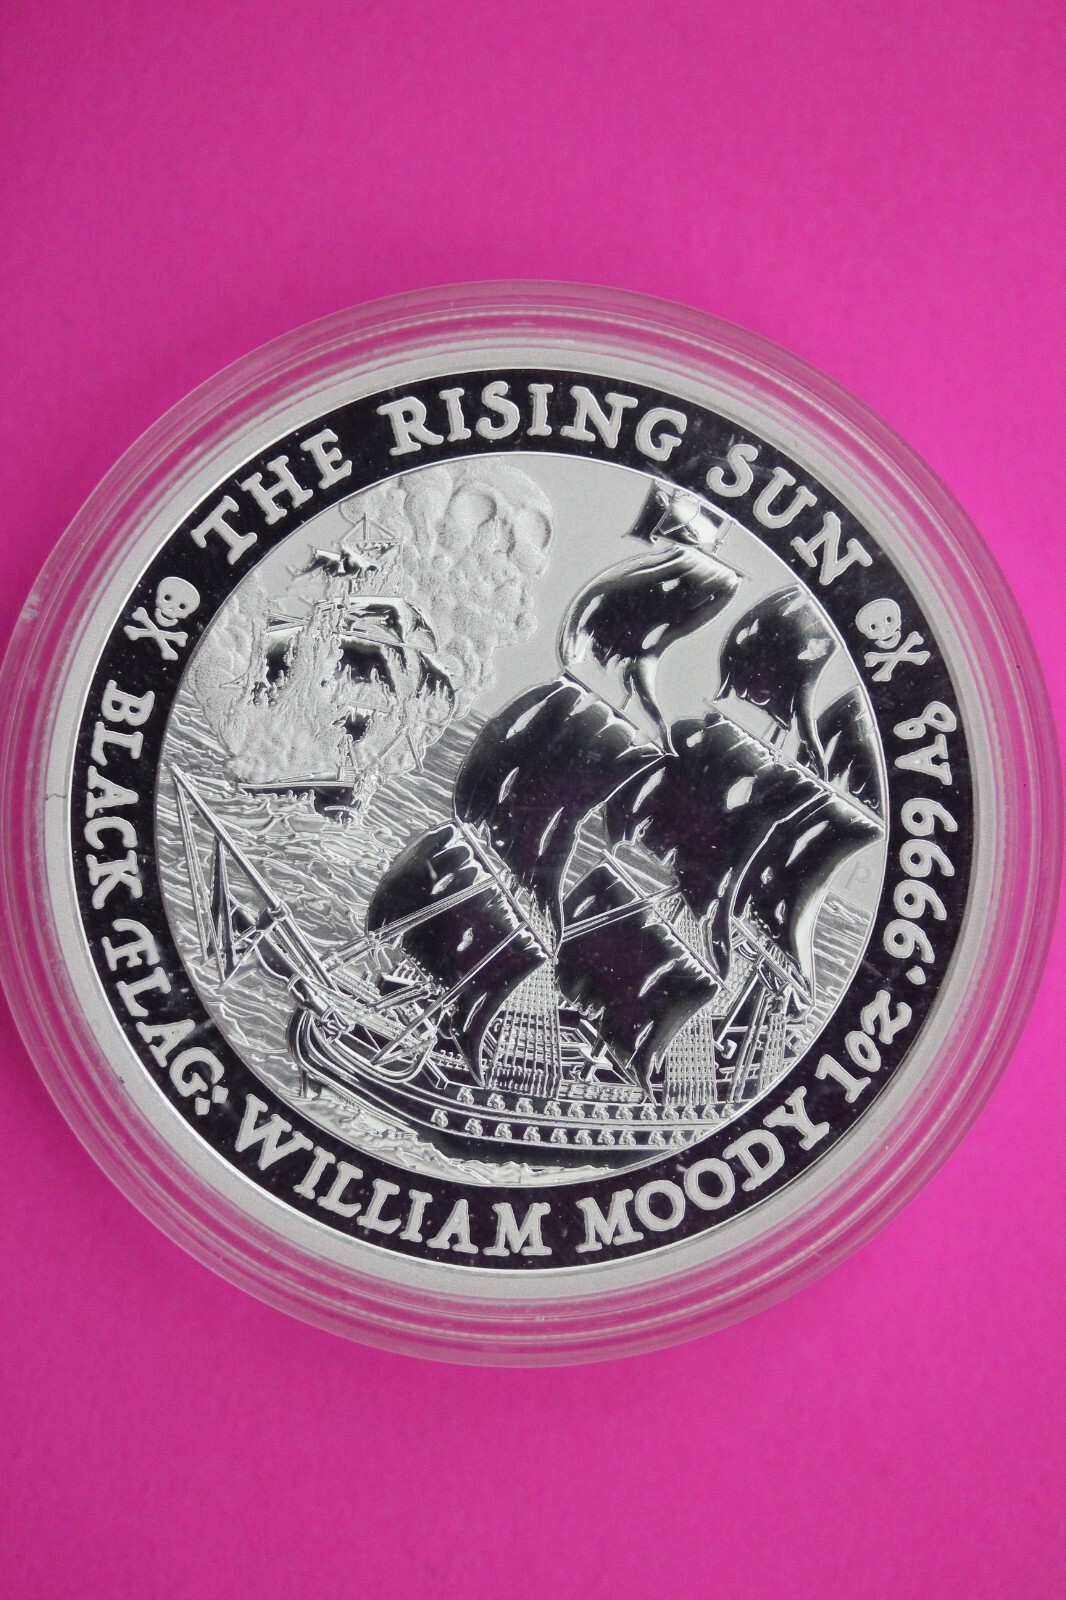 THE RISING SUN
BLACK FLAG: WILLIAM MOODY 1oz .9999 Ag
P